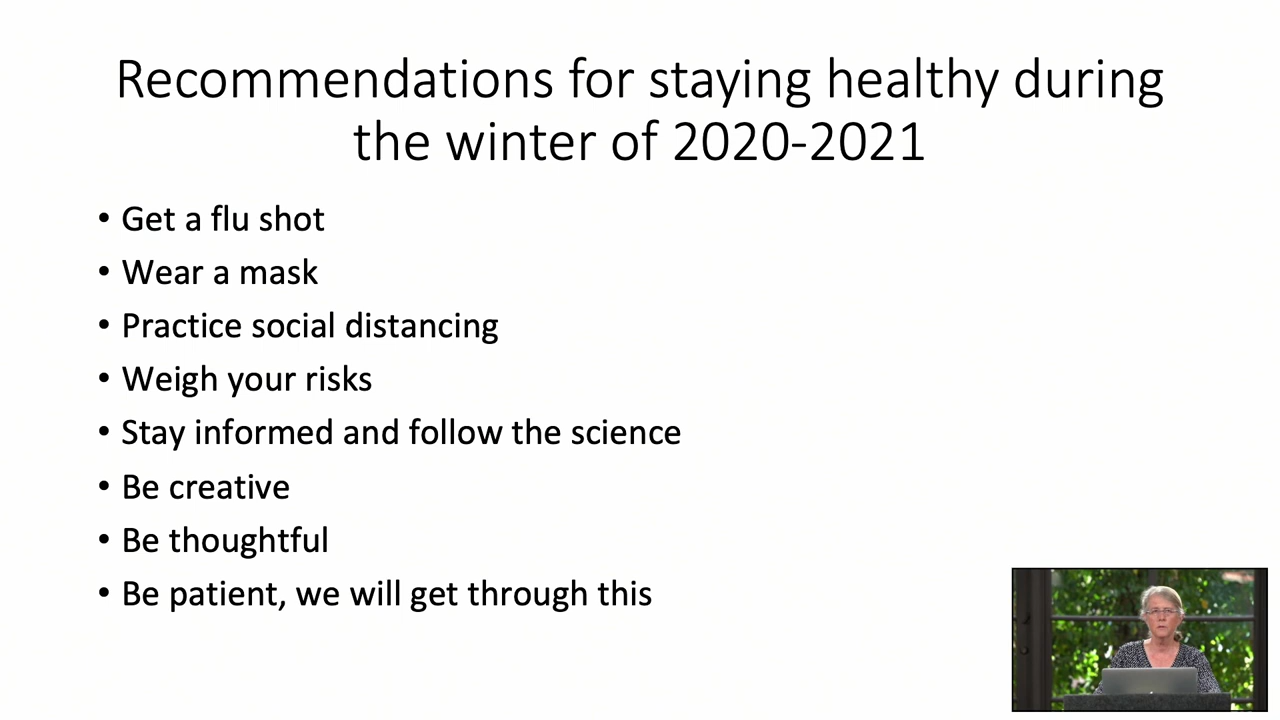 Recommendations for staying healthy during
the winter of 2020-2021
• Get a flu shot
• Wear a mask
• Practice social distancing
• Weigh your risks
• Stay informed and follow the science
• Be creative
• Be thoughtful
• Be patient, we will get through this